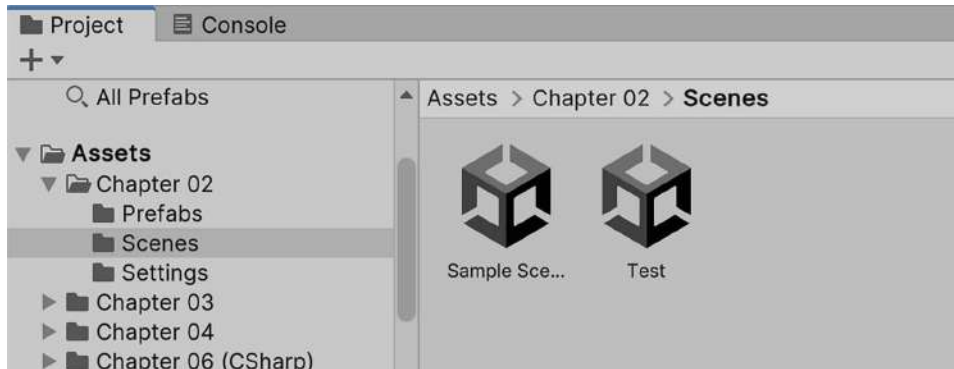 Project Console
All Prefabs
Assets > Chapter 02 > Scenes
Assets
Chapter 02
Prefabs
Scenes
Settings
Chapter 03
Chapter 04
Chapter 06 (CSharp)
Sample Sce... Test